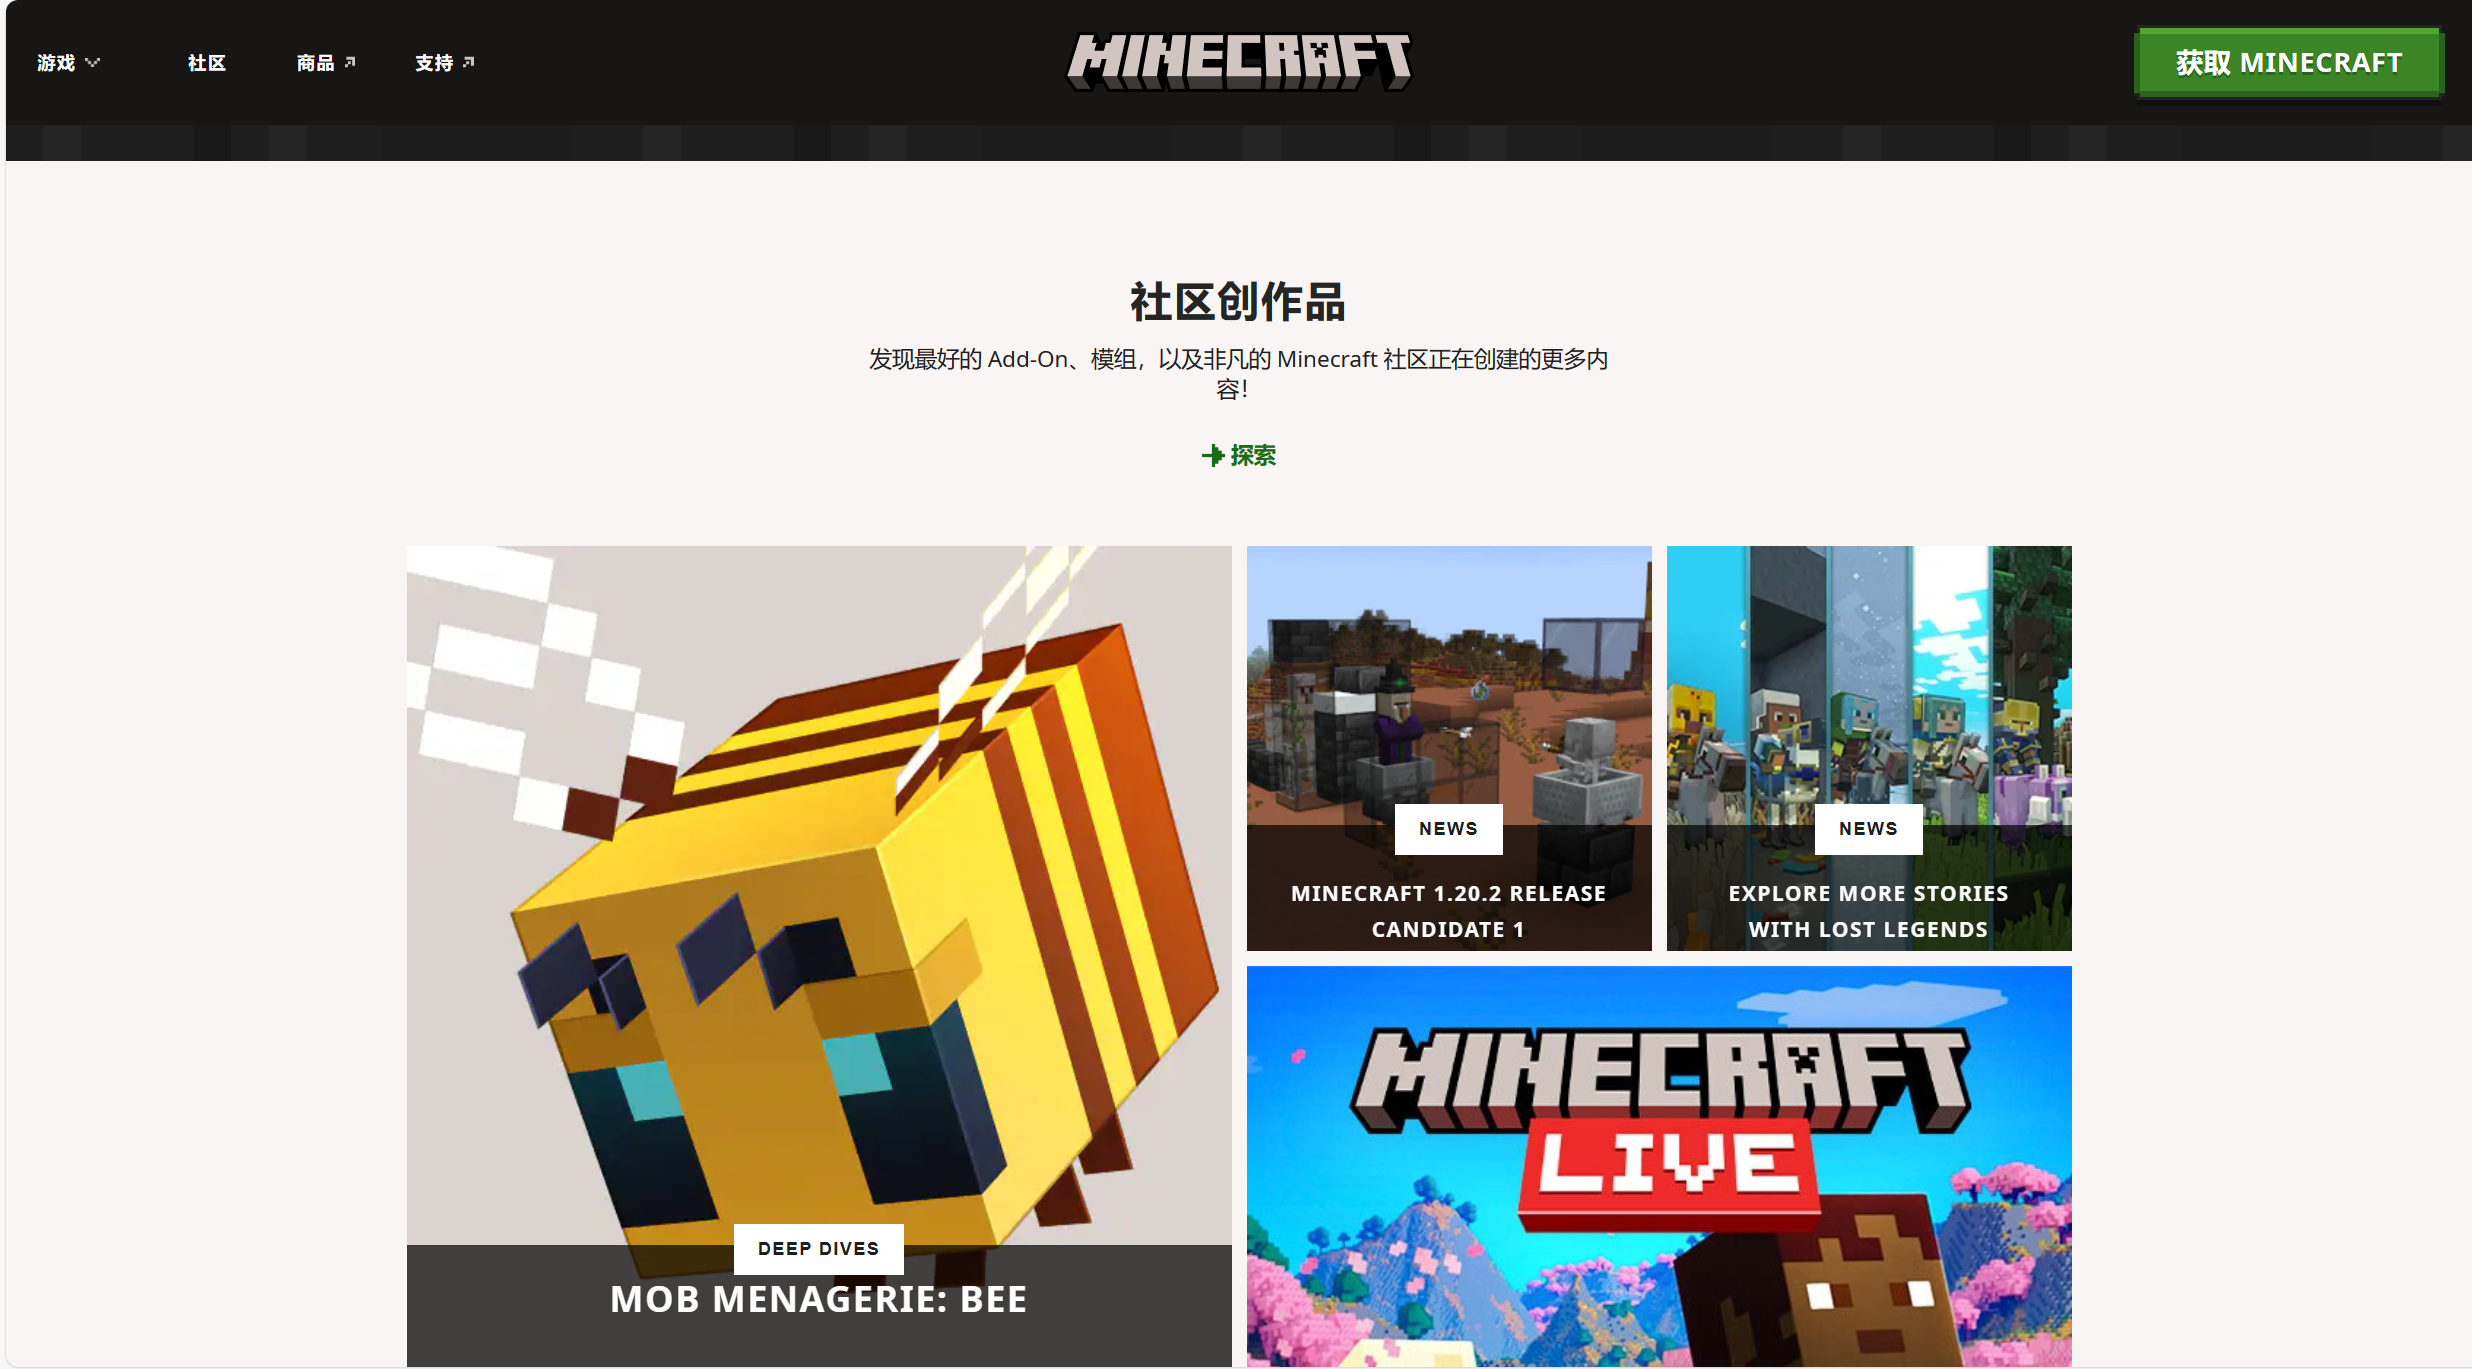 游戏
社区
商品
支持
MINECRAFT
获取 MINECRAFT
社区创作品
发现最好的 Add-On、模组，以及非凡的 Minecraft 社区正在创建的更多内
容！
探索
DEEP DIVES
MOB MENAGERIE: BEE
NEWS
MINECRAFT 1.20.2 RELEASE
CANDIDATE 1
NEWS
EXPLORE MORE STORIES
WITH LOST LEGENDS
MINECRAFT
LIVE